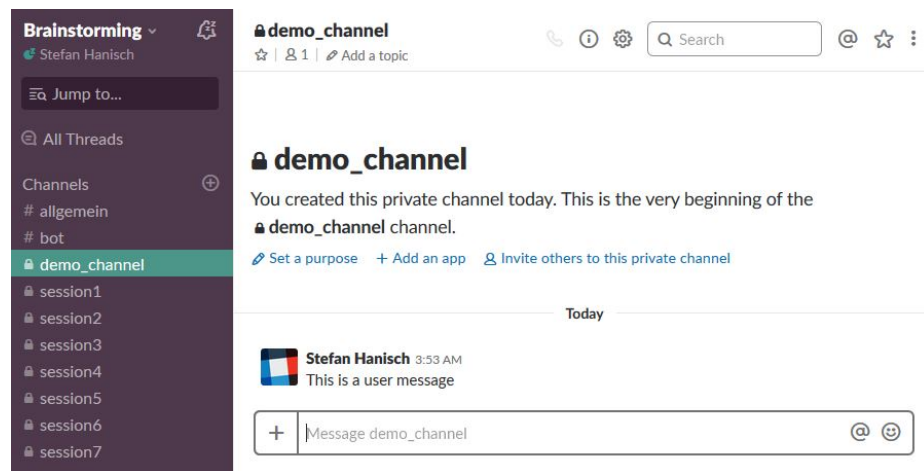 Brainstorming
Stefan Hanisch
Jump to...
All Threads
Channels
# allgemein
# bot
demo_channel
session1
session2
session3
session4
session5
session6
session7
demo_channel
1 | Add a topic
Search
demo_channel
You created this private channel today. This is the very beginning of the
demo_channel channel.
Set a purpose + Add an app Invite others to this private channel
Today
Stefan Hanisch 3:53 AM
This is a user message
Message demo_channel